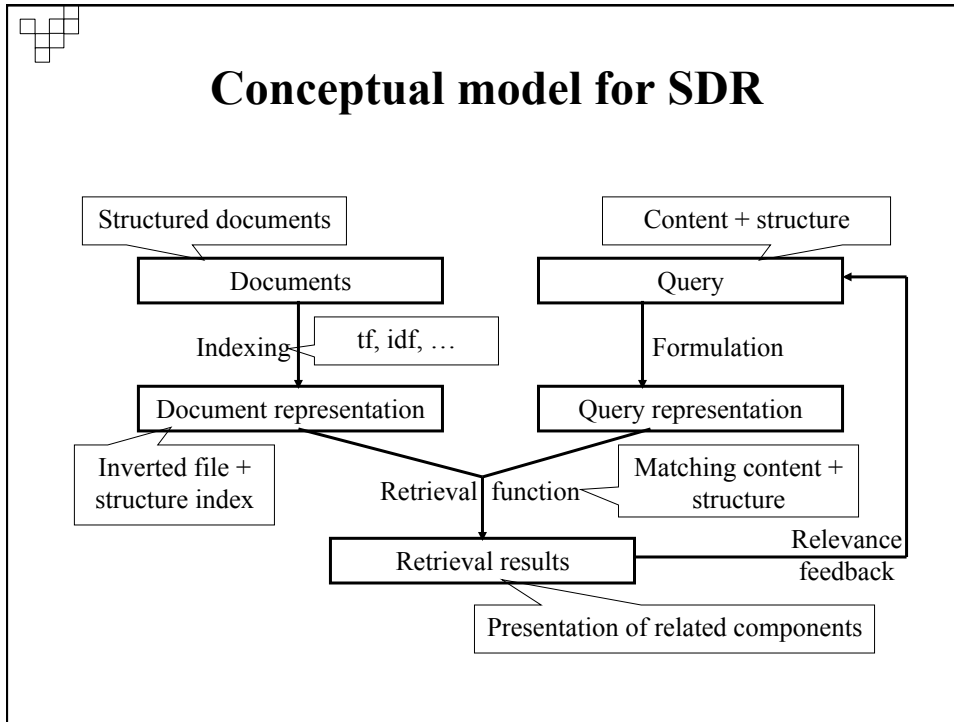 Conceptual model for SDR
Structured documents
Content + structure
Documents
Query
Indexing
tf, idf, …
Formulation
Document representation
Query representation
Inverted file +
structure index
Retrieval function
Matching content +
structure
Retrieval results
Relevance
feedback
Presentation of related components